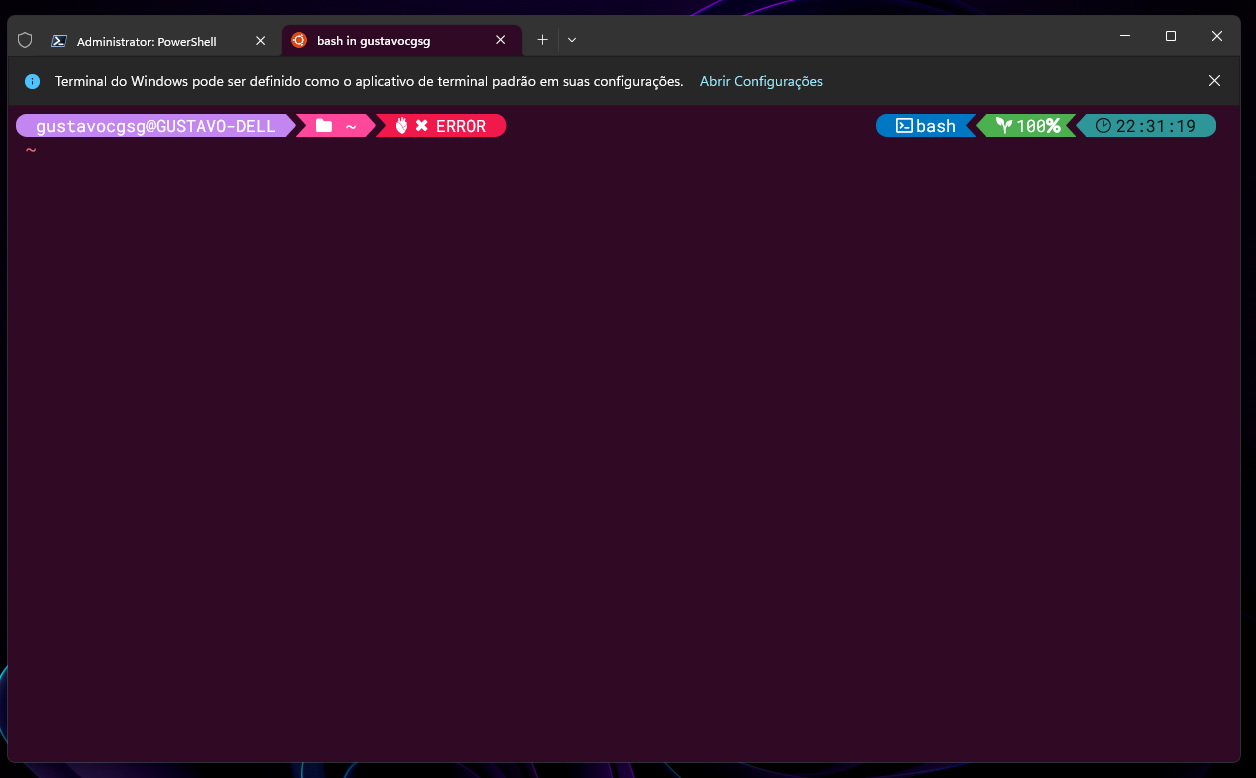 Administrator: PowerShell
bash in gustavocgsg
Terminal do Windows pode ser definido como o aplicativo de terminal padrão em suas configurações. Abrir Configurações
gustavocgsg@GUSTAVO-DELL ~ ERROR bash 100% 22:31:19
~